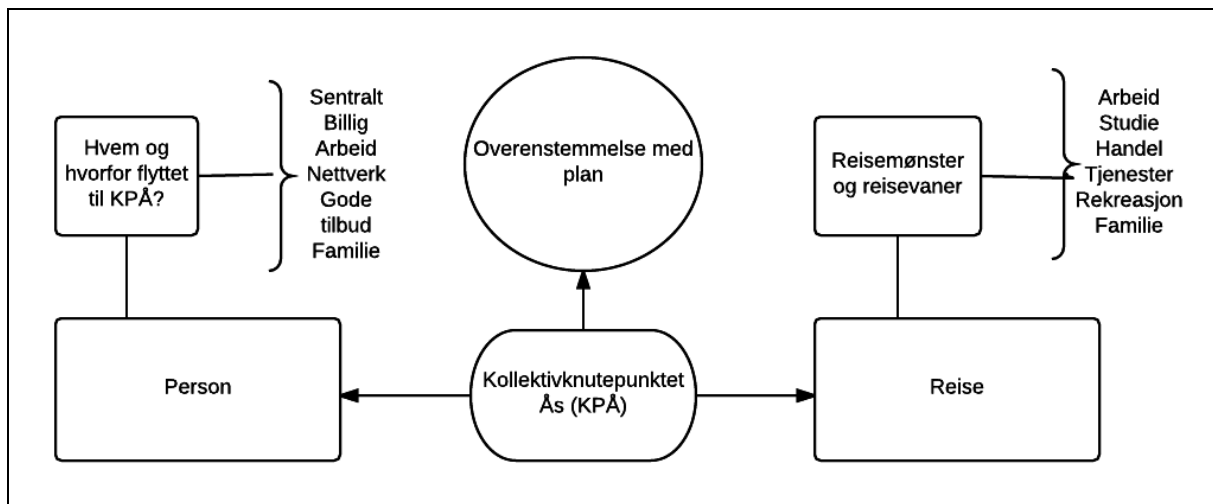 Hvem og
hvorfor flyttet
til KPÅ?
Sentralt
Billig
Arbeid
Nettverk
Gode
tilbud
Familie
Overenstemmelse med
plan
Reisemønster
og reisevaner
Arbeid
Studie
Handel
Tjenester
Rekreasjon
Familie
Person
Kollektivknutepunktet
Ås (KPÅ)
Reise